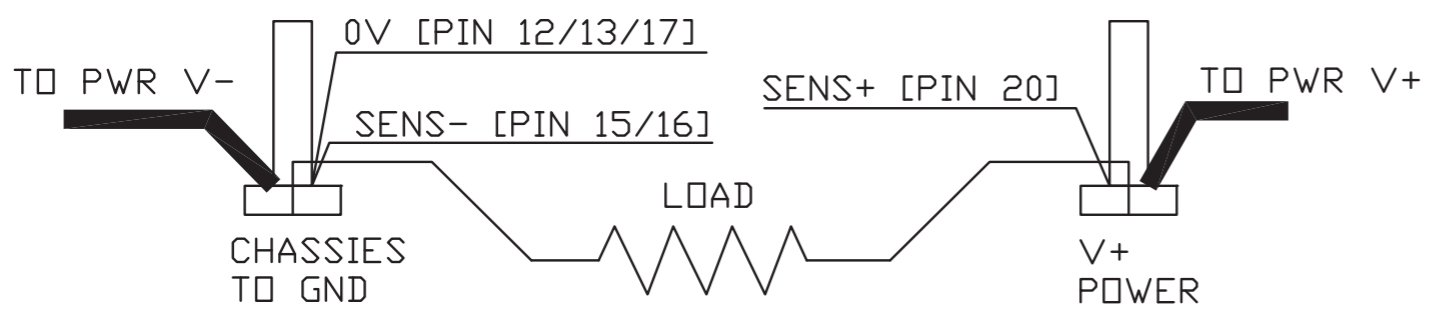 0V [PIN 12/13/17]
TO PWR V-
SENS- [PIN 15/16]
SENS+ [PIN 20]
TO PWR V+
LOAD
CHASSIES
TO GND
V+
POWER